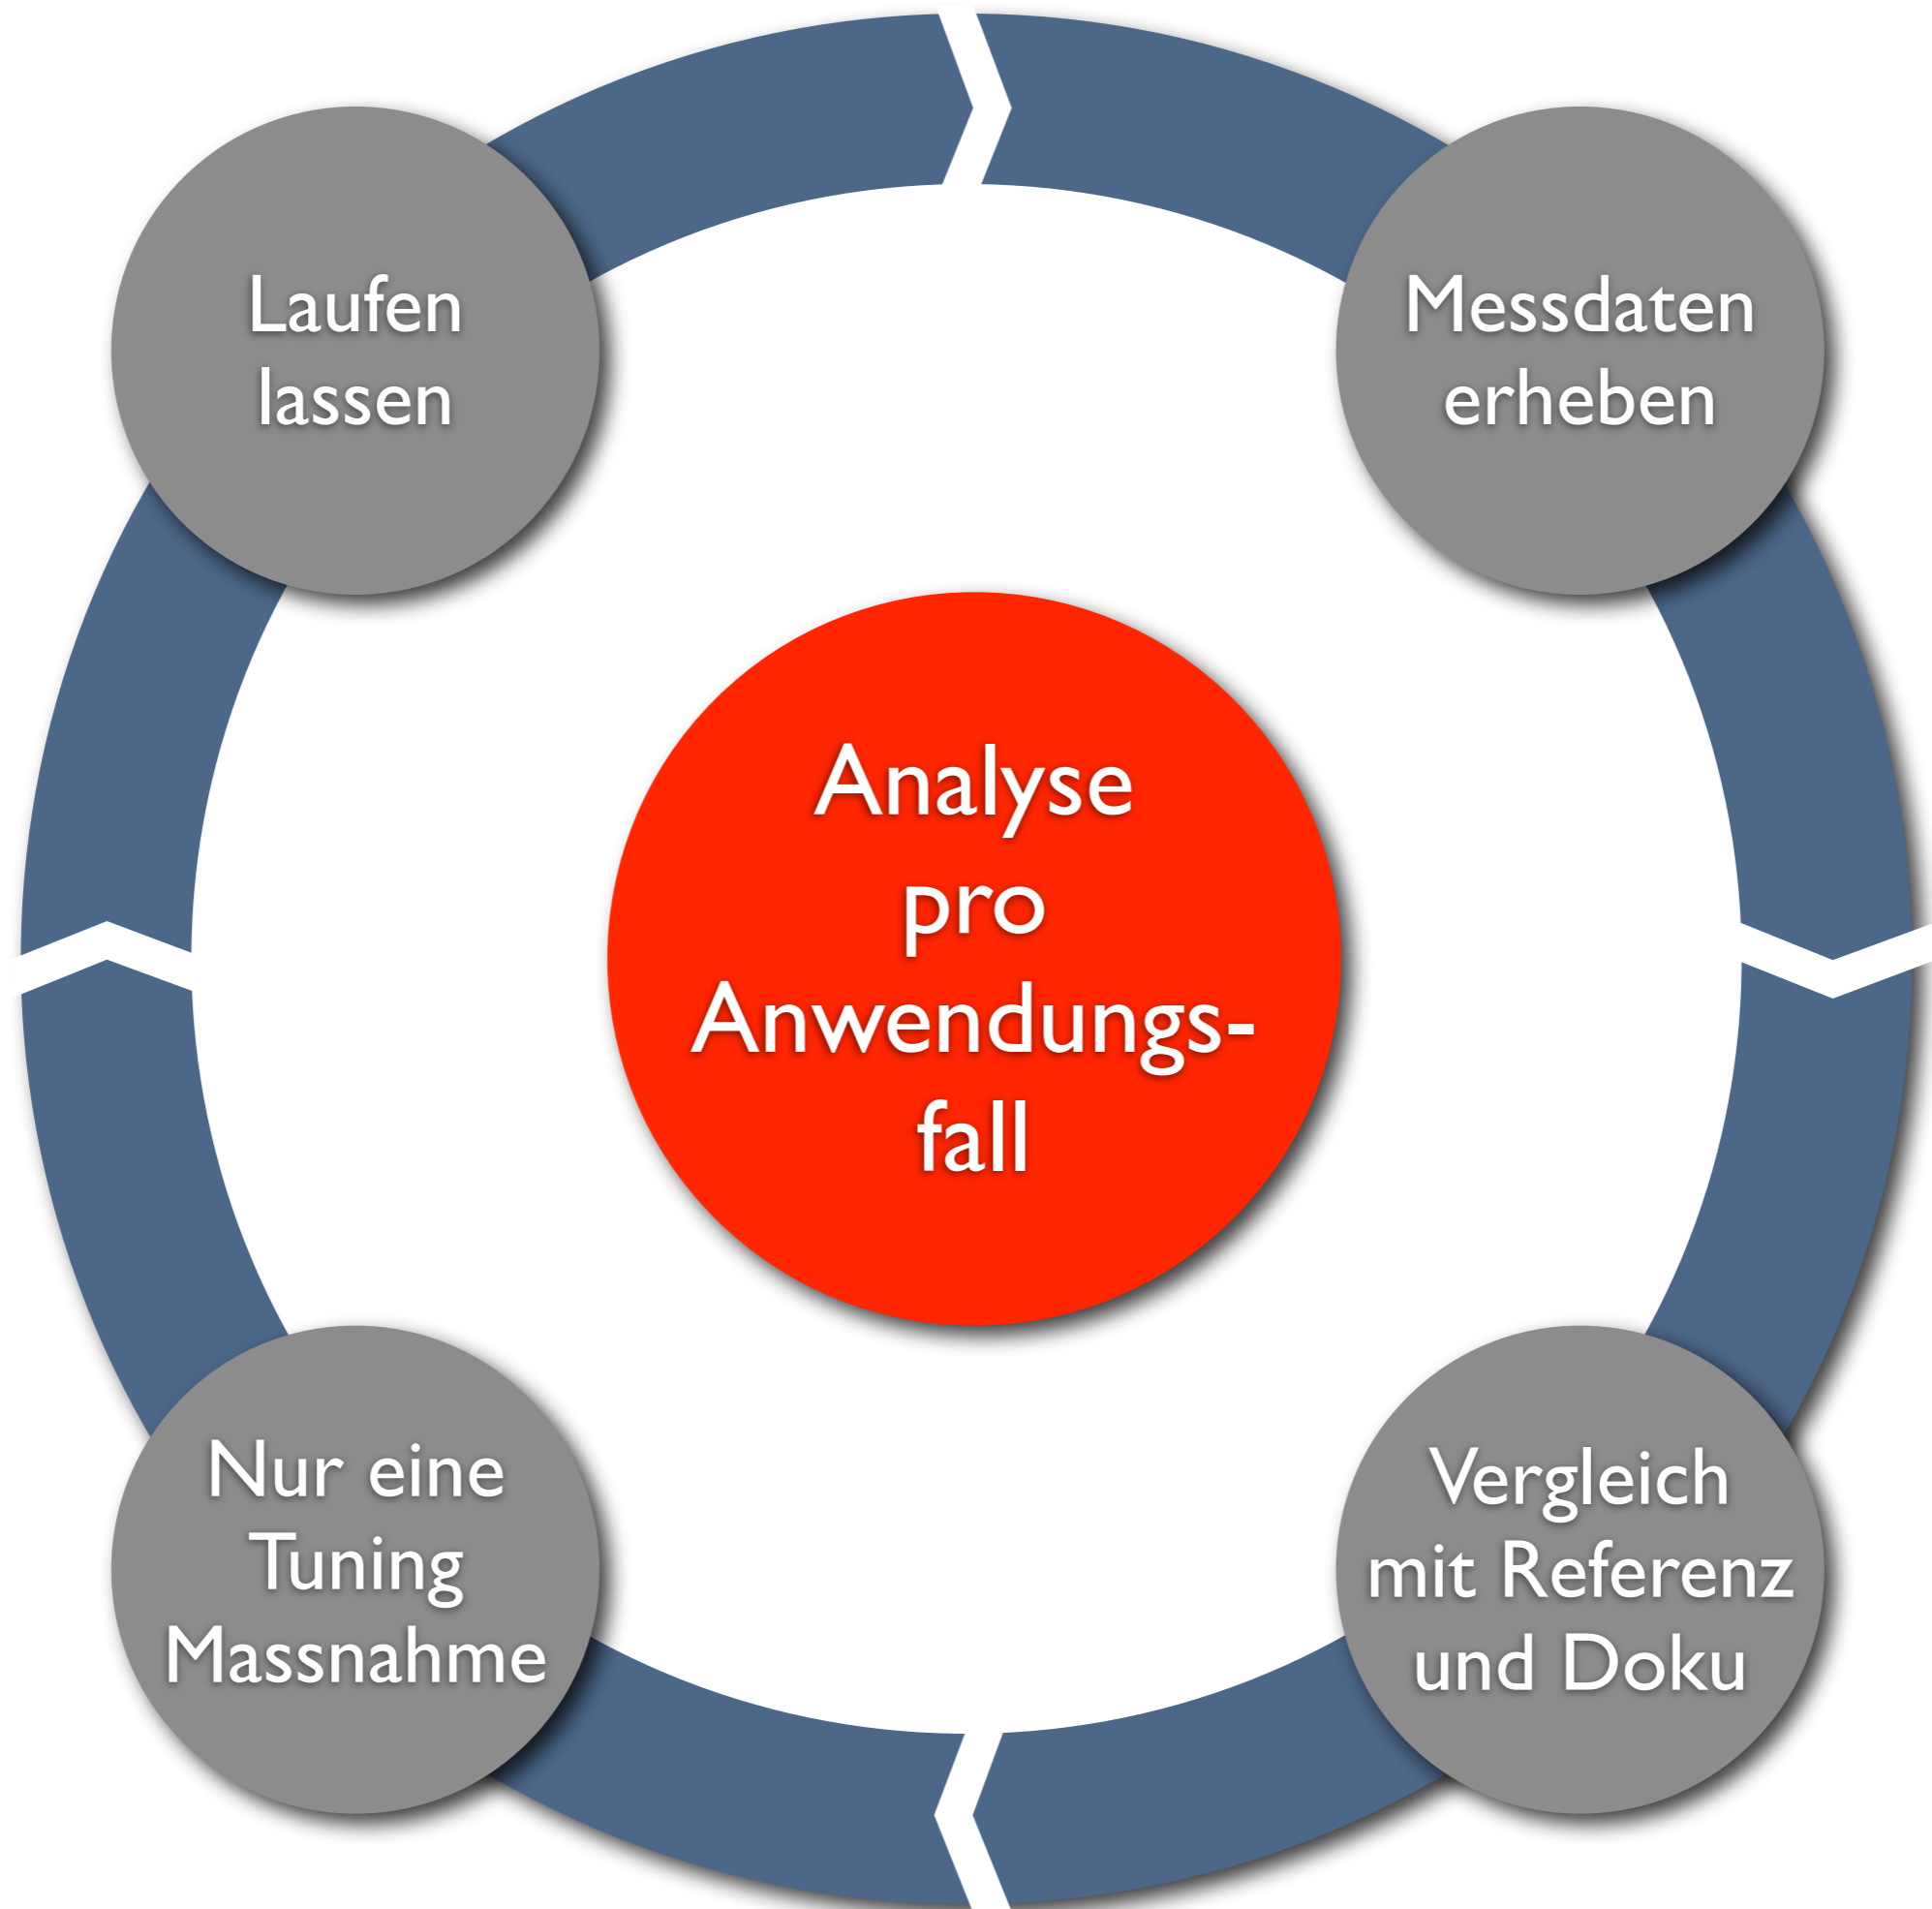 Laufen
lassen
Messdaten
erheben
Analyse
pro
Anwendungs-
fall
Nur eine
Tuning
Massnahme
Vergleich
mit Referenz
und Doku